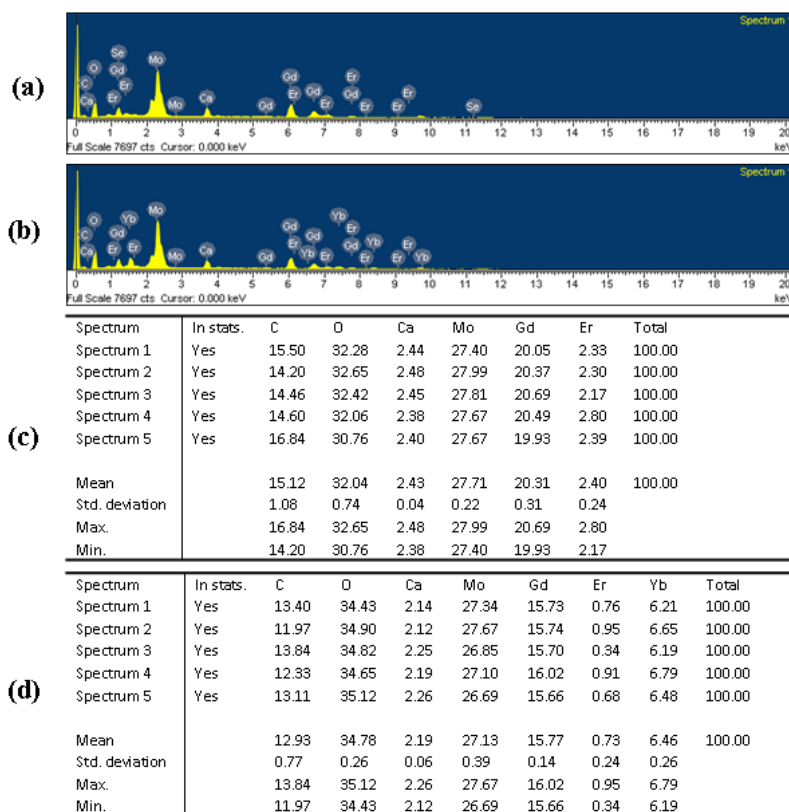 (a)
Spectrum 1
Se
O Gd Mo Gd Er
C Er Gd Gd Er
Ca Er Mo Ca Gd Er Er Er Er Se
0 1 2 3 4 5 6 7 8 9 10 11 12 13 14 15 16 17 18 19 20
Full Scale 7697 cts Cursor: 0.000 keV keV
(b)
Spectrum
O Yb Mo Yb Er
C Gd Gd Gd Gd Yb Er
Ca Er Er Mo Ca Gd Er Yb Er Er Er Yb
0 1 2 3 4 5 6 7 8 9 10 11 12 13 14 15 16 17 18 19 20
Full Scale 7697 cts Cursor: 0.000 keV keV
(c)
Spectrum In stats. C O Ca Mo Gd Er Total
Spectrum 1 Yes 15.50 32.28 2.44 27.40 20.05 2.33 100.00
Spectrum 2 Yes 14.20 32.65 2.48 27.99 20.37 2.30 100.00
Spectrum 3 Yes 14.46 32.42 2.45 27.81 20.69 2.17 100.00
Spectrum 4 Yes 14.60 32.06 2.38 27.67 20.49 2.80 100.00
Spectrum 5 Yes 16.84 30.76 2.40 27.67 19.93 2.39 100.00
Mean 15.12 32.04 2.43 27.71 20.31 2.40 100.00
Std. deviation 1.08 0.74 0.04 0.22 0.31 0.24
Max. 16.84 32.65 2.48 27.99 20.69 2.80
Min. 14.20 30.76 2.38 27.40 19.93 2.17
(d)
Spectrum In stats. C O Ca Mo Gd Er Yb Total
Spectrum 1 Yes 13.40 34.43 2.14 27.34 15.73 0.76 6.21 100.00
Spectrum 2 Yes 11.97 34.90 2.12 27.67 15.74 0.95 6.65 100.00
Spectrum 3 Yes 13.84 34.82 2.25 26.85 15.70 0.34 6.19 100.00
Spectrum 4 Yes 12.33 34.65 2.19 27.10 16.02 0.91 6.79 100.00
Spectrum 5 Yes 13.11 35.12 2.26 26.69 15.66 0.68 6.48 100.00
Mean 12.93 34.78 2.19 27.13 15.77 0.73 6.46 100.00
Std. deviation 0.77 0.26 0.06 0.39 0.14 0.24 0.26
Max. 13.84 35.12 2.26 27.67 16.02 0.95 6.79
Min. 11.97 34.43 2.12 26.69 15.66 0.34 6.19